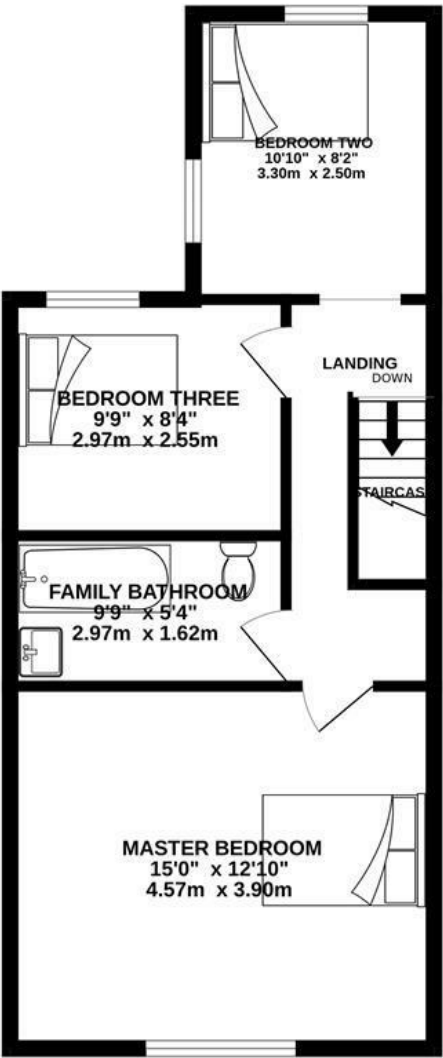 BEDROOM TWO
10'10" x 8'2"
3.30m x 2.50m
LANDING
DOWN
BEDROOM THREE
9'9" x 8'4"
2.97m x 2.55m
STAIRCAS
FAMILY BATHROOM
9'9" x 5'4"
2.97m x 1.62m
MASTER BEDROOM
15'0" x 12'10"
4.57m x 3.90m